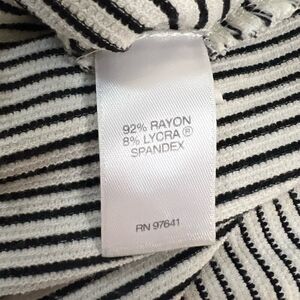 92% RAYON
8% LYCRA ®
SPANDEX
RN 97641